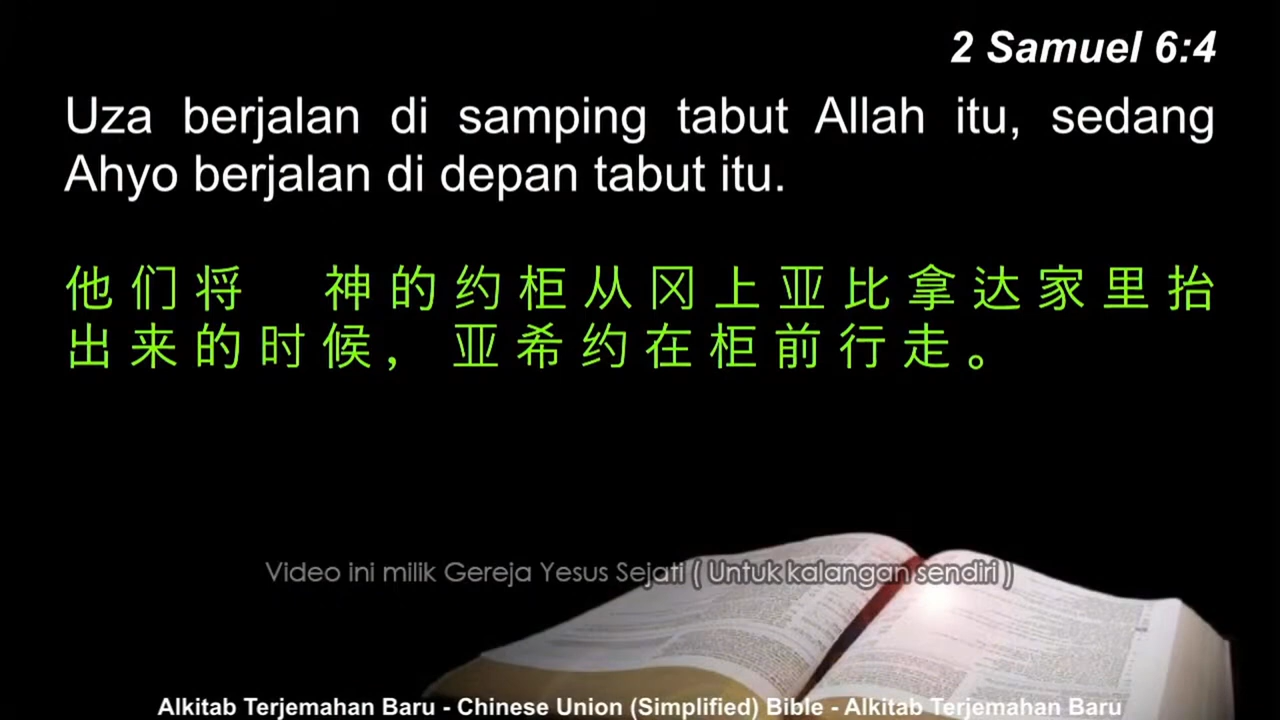 2 Samuel 6:4
Uza berjalan di samping tabut Allah itu, sedang
Ahyo berjalan di depan tabut itu.
他们将　神的约柜从冈上亚比拿达家里抬
出来的时候，亚希约在柜前行走。
Video ini milik Gereja Yesus Sejati ( Untuk kalangan sendiri )
Alkitab Terjemahan Baru - Chinese Union (Simplified) Bible - Alkitab Terjemahan Baru